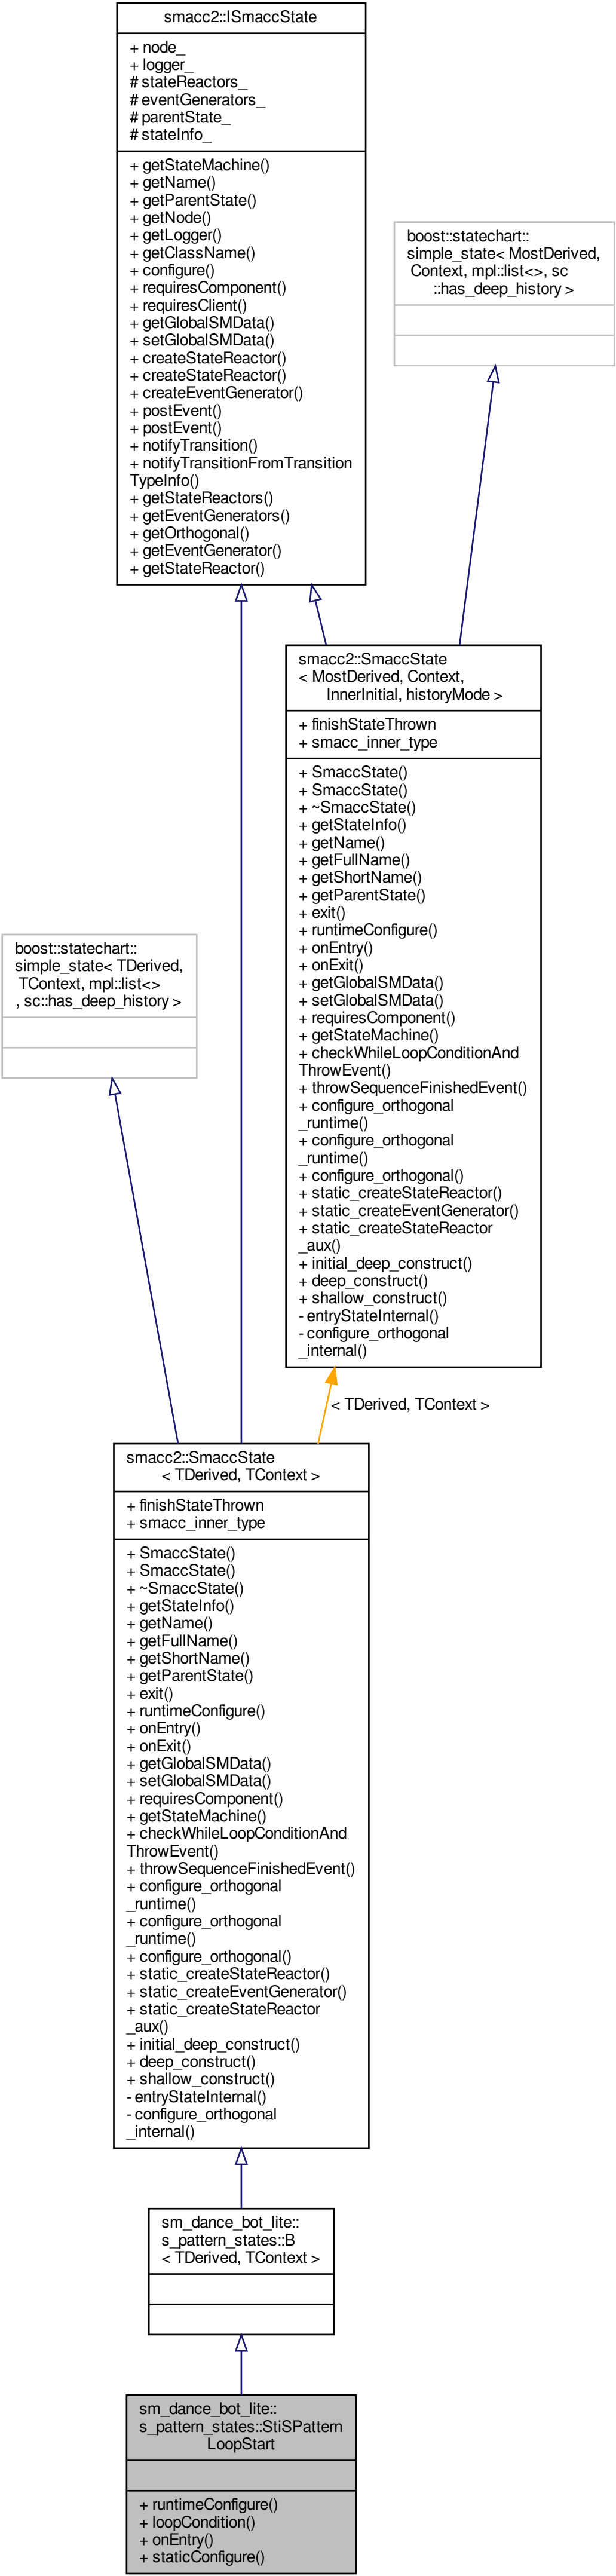 smacc2::ISmaccState
+ node_
+ logger_
# stateReactors_
# eventGenerators_
# parentState_
# stateInfo_
+ getStateMachine()
+ getName()
+ getParentState()
+ getNode()
+ getLogger()
+ getClassName()
+ configure()
+ requiresComponent()
+ requiresClient()
+ getGlobalSMData()
+ setGlobalSMData()
+ createStateReactor()
+ createStateReactor()
+ createEventGenerator()
+ postEvent()
+ postEvent()
+ notifyTransition()
+ notifyTransitionFromTransition
TypeInfo()
+ getStateReactors()
+ getEventGenerators()
+ getOrthogonal()
+ getEventGenerator()
+ getStateReactor()
boost::statechart::
simple_state< MostDerived,
Context, mpl::list<>, sc
::has_deep_history >
smacc2::SmaccState
< MostDerived, Context,
InnerInitial, historyMode >
+ finishStateThrown
+ smacc_inner_type
+ SmaccState()
+ SmaccState()
+ ~SmaccState()
+ getStateInfo()
+ getName()
+ getFullName()
+ getShortName()
+ getParentState()
+ exit()
+ runtimeConfigure()
+ onEntry()
+ onExit()
+ getGlobalSMData()
+ setGlobalSMData()
+ requiresComponent()
+ getStateMachine()
+ checkWhileLoopConditionAnd
ThrowEvent()
+ throwSequenceFinishedEvent()
+ configure_orthogonal
_runtime()
+ configure_orthogonal
_runtime()
+ configure_orthogonal()
+ static_createStateReactor()
+ static_createEventGenerator()
+ static_createStateReactor
_aux()
+ initial_deep_construct()
+ deep_construct()
+ shallow_construct()
- entryStateInternal()
- configure_orthogonal
_internal()
boost::statechart::
simple_state< TDerived,
TContext, mpl::list<>
, sc::has_deep_history >
< TDerived, TContext >
smacc2::SmaccState
< TDerived, TContext >
+ finishStateThrown
+ smacc_inner_type
+ SmaccState()
+ SmaccState()
+ ~SmaccState()
+ getStateInfo()
+ getName()
+ getFullName()
+ getShortName()
+ getParentState()
+ exit()
+ runtimeConfigure()
+ onEntry()
+ onExit()
+ getGlobalSMData()
+ setGlobalSMData()
+ requiresComponent()
+ getStateMachine()
+ checkWhileLoopConditionAnd
ThrowEvent()
+ throwSequenceFinishedEvent()
+ configure_orthogonal
_runtime()
+ configure_orthogonal
_runtime()
+ configure_orthogonal()
+ static_createStateReactor()
+ static_createEventGenerator()
+ static_createStateReactor
_aux()
+ initial_deep_construct()
+ deep_construct()
+ shallow_construct()
- entryStateInternal()
- configure_orthogonal
_internal()
sm_dance_bot_lite::
s_pattern_states::B
< TDerived, TContext >
sm_dance_bot_lite::
s_pattern_states::StiSPattern
LoopStart
+ runtimeConfigure()
+ loopCondition()
+ onEntry()
+ staticConfigure()